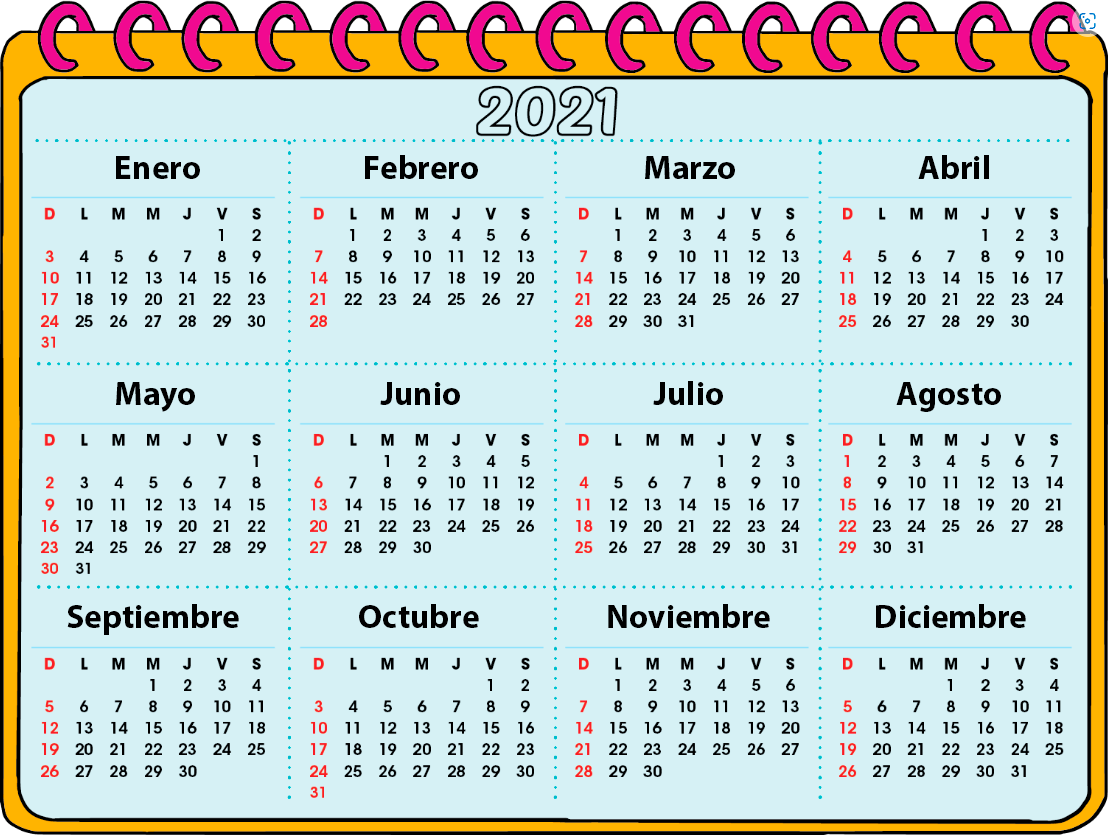 2021
Enero
D L M M J V S
1 2
3 4 5 6 7 8 9
10 11 12 13 14 15 16
17 18 19 20 21 22 23
24 25 26 27 28 29 30
31
Febrero
D L M M J V S
1 2 3 4 5 6
7 8 9 10 11 12 13
14 15 16 17 18 19 20
21 22 23 24 25 26 27
28
Marzo
D L M M J V S
1 2 3 4 5 6
7 8 9 10 11 12 13
14 15 16 17 18 19 20
21 22 23 24 25 26 27
28 29 30 31
Abril
D L M M J V S
1 2 3
4 5 6 7 8 9 10
11 12 13 14 15 16 17
18 19 20 21 22 23 24
25 26 27 28 29 30
Mayo
D L M M J V S
1
2 3 4 5 6 7 8
9 10 11 12 13 14 15
16 17 18 19 20 21 22
23 24 25 26 27 28 29
30 31
Junio
D L M M J V S
1 2 3 4 5
6 7 8 9 10 11 12
13 14 15 16 17 18 19
20 21 22 23 24 25 26
27 28 29 30
Julio
D L M M J V S
1 2 3
4 5 6 7 8 9 10
11 12 13 14 15 16 17
18 19 20 21 22 23 24
25 26 27 28 29 30 31
Agosto
D L M M J V S
1 2 3 4 5 6 7
8 9 10 11 12 13 14
15 16 17 18 19 20 21
22 23 24 25 26 27 28
29 30 31
Septiembre
D L M M J V S
1 2 3 4
5 6 7 8 9 10 11
12 13 14 15 16 17 18
19 20 21 22 23 24 25
26 27 28 29 30
Octubre
D L M M J V S
1 2
3 4 5 6 7 8 9
10 11 12 13 14 15 16
17 18 19 20 21 22 23
24 25 26 27 28 29 30
31
Noviembre
D L M M J V S
1 2 3 4 5 6
7 8 9 10 11 12 13
14 15 16 17 18 19 20
21 22 23 24 25 26 27
28 29 30
Diciembre
D L M M J V S
1 2 3 4
5 6 7 8 9 10 11
12 13 14 15 16 17 18
19 20 21 22 23 24 25
26 27 28 29 30 31